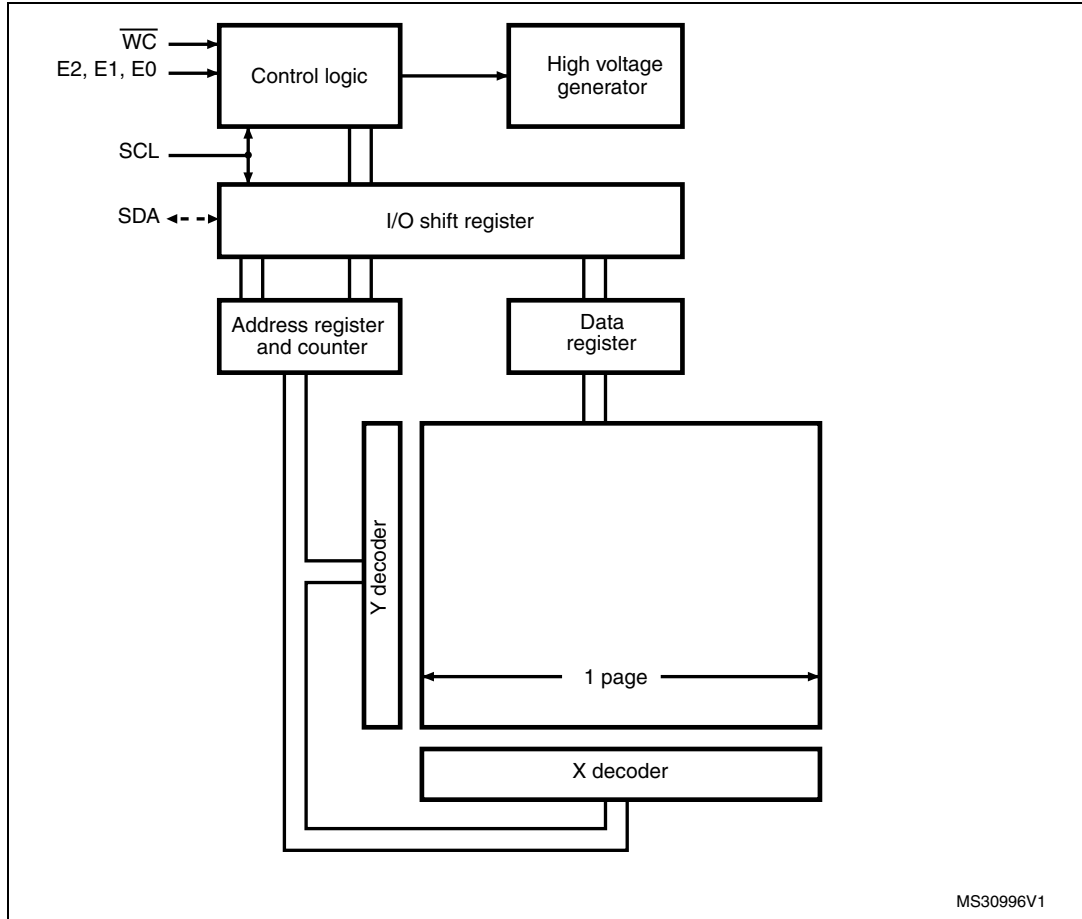 W̅C̅
E2, E1, E0
Control logic
High voltage
generator
SCL
SDA
I/O shift register
Address register
and counter
Data
register
Y decoder
1 page
X decoder
MS30996V1